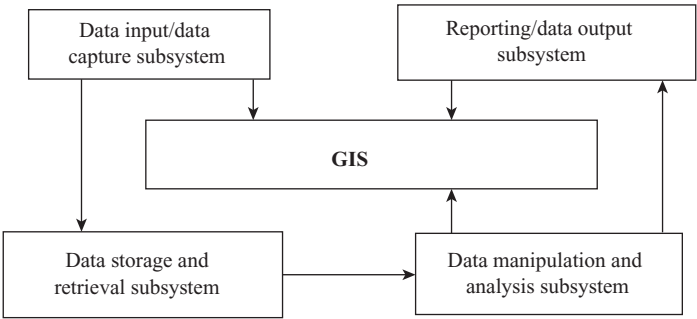 Data input/data
capture subsystem
Reporting/data output
subsystem
GIS
Data storage and
retrieval subsystem
Data manipulation and
analysis subsystem